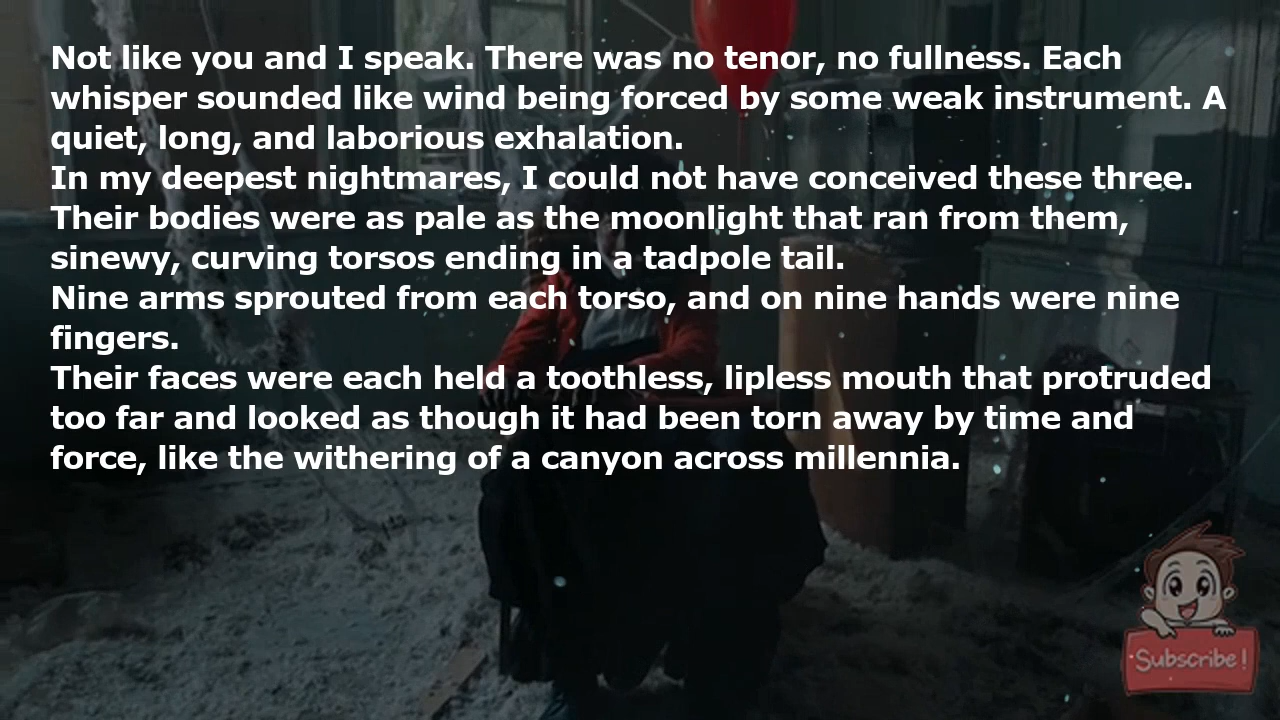 Not like you and I speak. There was no tenor, no fullness. Each
whisper sounded like wind being forced by some weak instrument. A
quiet, long, and laborious exhalation.
In my deepest nightmares, I could not have conceived these three.
Their bodies were as pale as the moonlight that ran from them,
sinewy, curving torsos ending in a tadpole tail.
Nine arms sprouted from each torso, and on nine hands were nine
fingers.
Their faces were each held a toothless, lipless mouth that protruded
too far and looked as though it had been torn away by time and
force, like the withering of a canyon across millennia.
Subscribe!